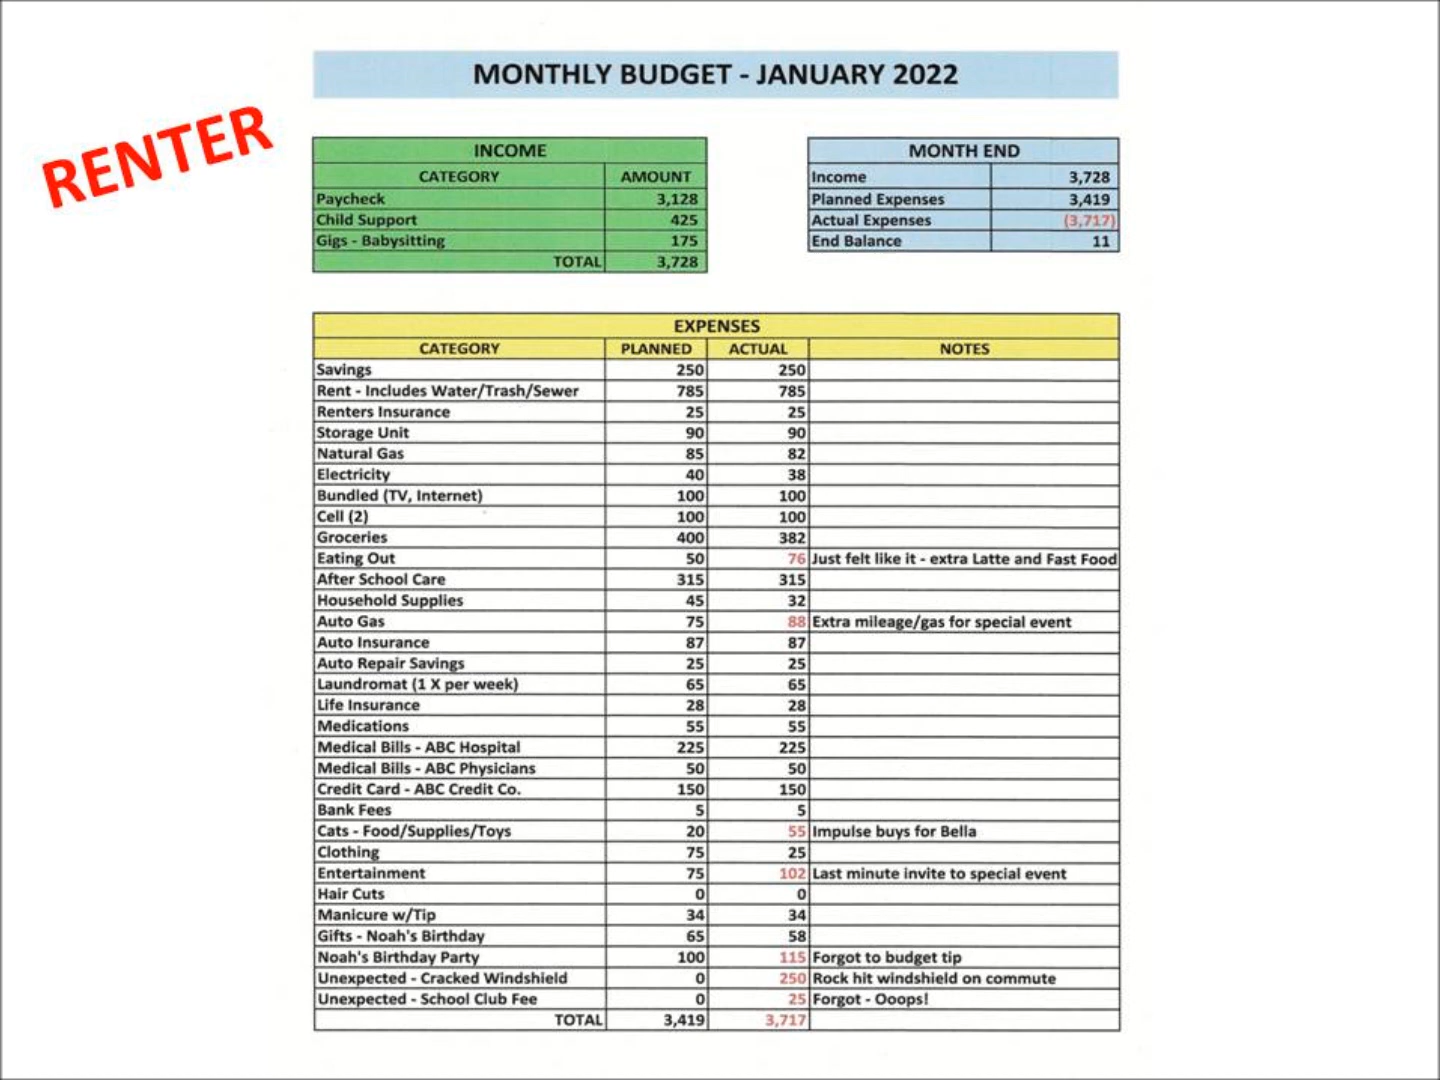 MONTHLY BUDGET - JANUARY 2022
RENTER
INCOME
CATEGORY AMOUNT
Paycheck 3,128
Child Support 425
Gigs - Babysitting 175
TOTAL 3,728
MONTH END
Income 3,728
Planned Expenses 3,419
Actual Expenses (3,717)
End Balance 11
EXPENSES
CATEGORY PLANNED ACTUAL NOTES
Savings 250 250
Rent - Includes Water/Trash/Sewer 785 785
Renters Insurance 25 25
Storage Unit 90 90
Natural Gas 85 82
Electricity 40 38
Bundled (TV, Internet) 100 100
Cell (2) 100 100
Groceries 400 382
Eating Out 50 76 Just felt like it - extra Latte and Fast Food
After School Care 315 315
Household Supplies 45 32
Auto Gas 75 88 Extra mileage/gas for special event
Auto Insurance 87 87
Auto Repair Savings 25 25
Laundromat (1 X per week) 65 65
Life Insurance 28 28
Medications 55 55
Medical Bills - ABC Hospital 225 225
Medical Bills - ABC Physicians 50 50
Credit Card - ABC Credit Co. 150 150
Bank Fees 5 5
Cats - Food/Supplies/Toys 20 55 Impulse buys for Bella
Clothing 75 25
Entertainment 75 102 Last minute invite to special event
Hair Cuts 0 0
Manicure w/Tip 34 34
Gifts - Noah's Birthday 65 58
Noah's Birthday Party 100 115 Forgot to budget tip
Unexpected - Cracked Windshield 0 250 Rock hit windshield on commute
Unexpected - School Club Fee 0 25 Forgot - Ooops!
TOTAL 3,419 3,717